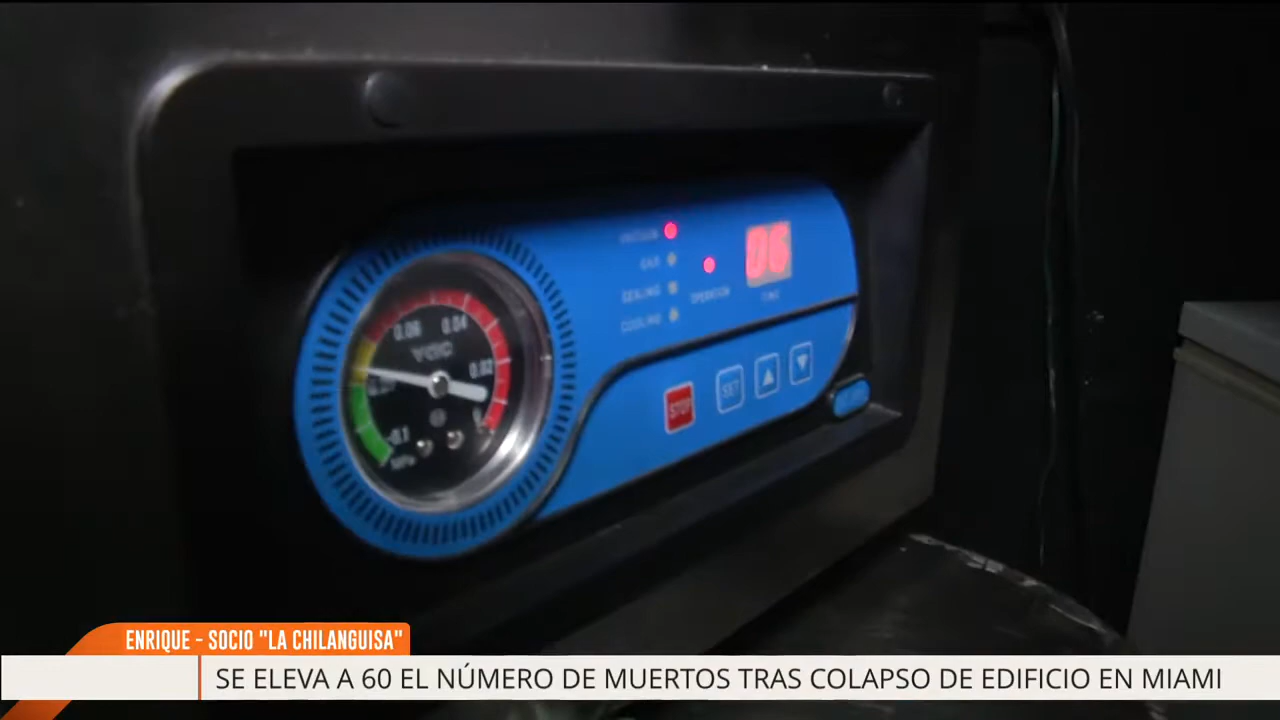 VACUUM
GAS
SEALING
COOLING
OPERATION
06
TIME
0.06
0.04
0.02
VAC
-0.1
MPa
0
STOP
SET
ENRIQUE - SOCIO "LA CHILANGUISA"
SE ELEVA A 60 EL NÚMERO DE MUERTOS TRAS COLAPSO DE EDIFICIO EN MIAMI